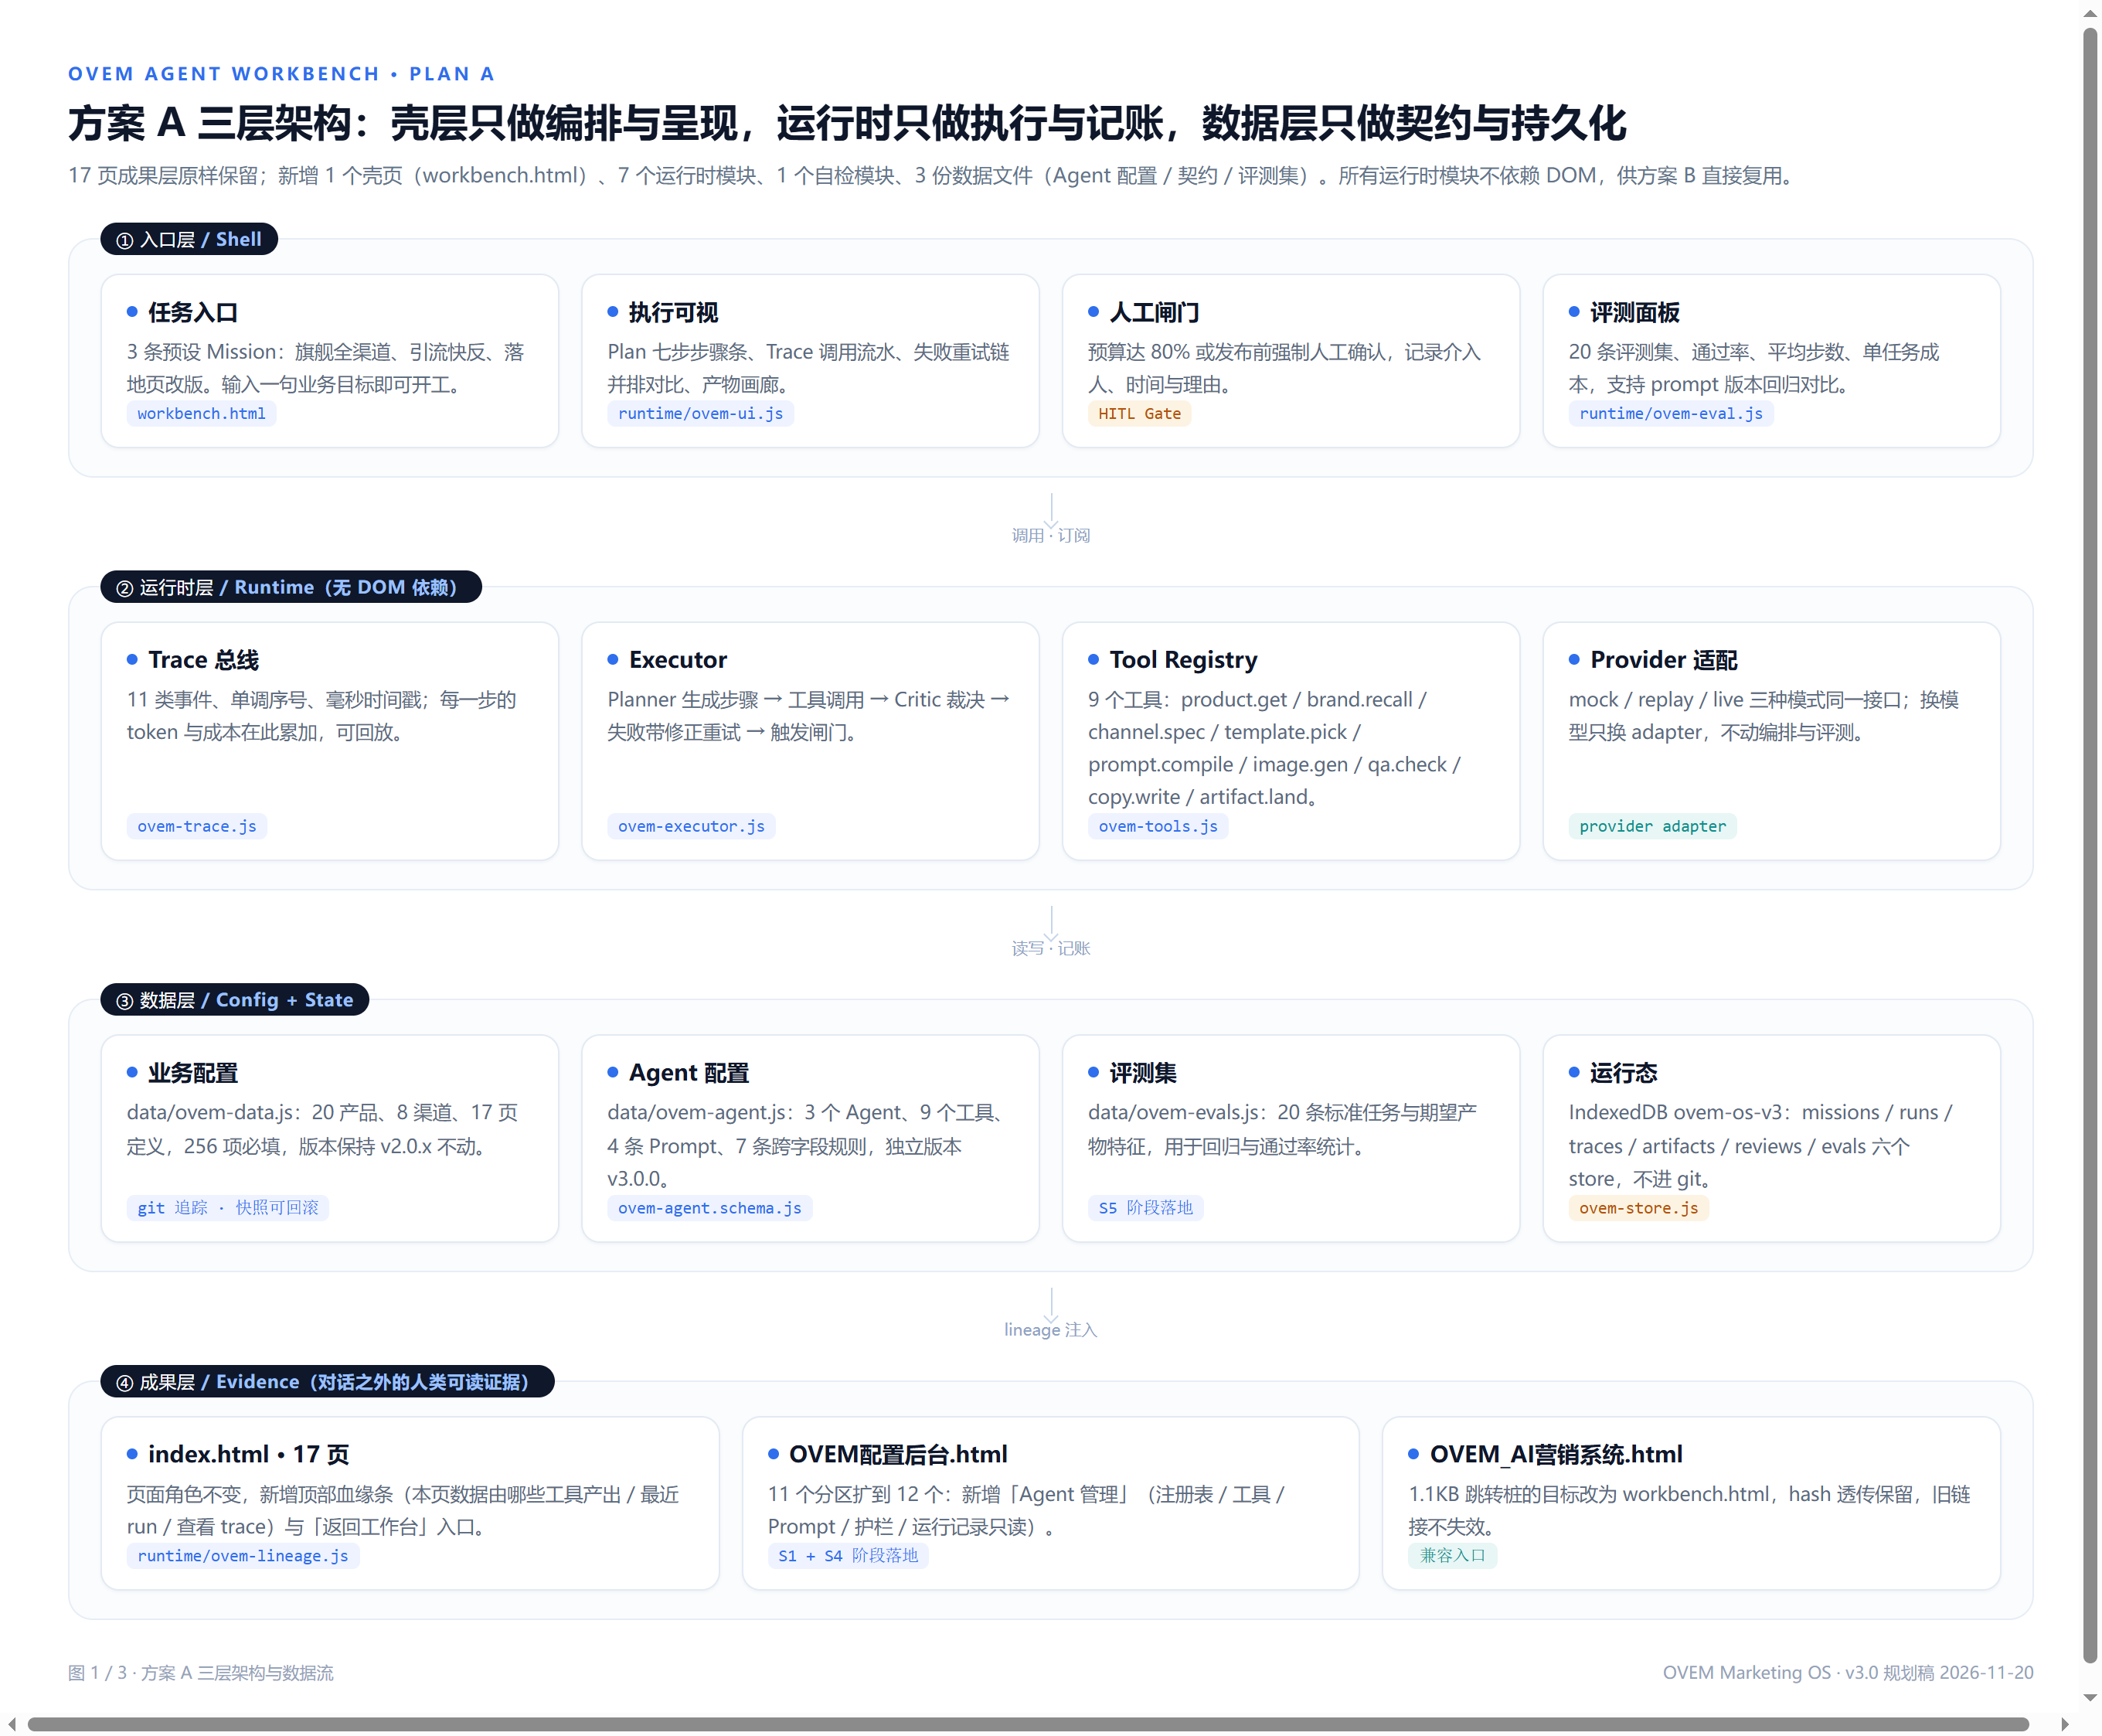 OVEM AGENT WORKBENCH • PLAN A
方案 A 三层架构：壳层只做编排与呈现，运行时只做执行与记账，数据层只做契约与持久化
17 页成果层原样保留；新增 1 个壳页（workbench.html）、7 个运行时模块、1 个自检模块、3 份数据文件（Agent 配置 / 契约 / 评测集）。所有运行时模块不依赖 DOM，供方案 B 直接复用。
① 入口层 / Shell
任务入口
3 条预设 Mission：旗舰全渠道、引流快反、落
地页改版。输入一句业务目标即可开工。
workbench.html
执行可视
Plan 七步步骤条、Trace 调用流水、失败重试链
并排对比、产物画廊。
runtime/ovem-ui.js
人工闸门
预算达 80% 或发布前强制人工确认，记录介入
人、时间与理由。
HITL Gate
评测面板
20 条评测集、通过率、平均步数、单任务成
本，支持 prompt 版本回归对比。
runtime/ovem-eval.js
调用 · 订阅
② 运行时层 / Runtime（无 DOM 依赖）
Trace 总线
11 类事件、单调序号、毫秒时间戳；每一步的
token 与成本在此累加，可回放。
ovem-trace.js
Executor
Planner 生成步骤 → 工具调用 → Critic 裁决 →
失败带修正重试 → 触发闸门。
ovem-executor.js
Tool Registry
9 个工具：product.get / brand.recall /
channel.spec / template.pick /
prompt.compile / image.gen / qa.check /
copy.write / artifact.land。
ovem-tools.js
Provider 适配
mock / replay / live 三种模式同一接口；换模
型只换 adapter，不动编排与评测。
provider adapter
读写 · 记账
③ 数据层 / Config + State
业务配置
data/ovem-data.js：20 产品、8 渠道、17 页
定义，256 项必填，版本保持 v2.0.x 不动。
git 追踪 · 快照可回滚
Agent 配置
data/ovem-agent.js：3 个 Agent、9 个工具、
4 条 Prompt、7 条跨字段规则，独立版本
v3.0.0。
ovem-agent.schema.js
评测集
data/ovem-evals.js：20 条标准任务与期望产
物特征，用于回归与通过率统计。
S5 阶段落地
运行态
IndexedDB ovem-os-v3：missions / runs /
traces / artifacts / reviews / evals 六个
store，不进 git。
ovem-store.js
lineage 注入
④ 成果层 / Evidence（对话之外的人类可读证据）
index.html • 17 页
页面角色不变，新增顶部血缘条（本页数据由哪些工具产出 / 最近
run / 查看 trace）与「返回工作台」入口。
runtime/ovem-lineage.js
OVEM配置后台.html
11 个分区扩到 12 个：新增「Agent 管理」（注册表 / 工具 /
Prompt / 护栏 / 运行记录只读）。
S1 + S4 阶段落地
OVEM_AI营销系统.html
1.1KB 跳转桩的目标改为 workbench.html，hash 透传保留，旧链
接不失效。
兼容入口
图 1 / 3 · 方案 A 三层架构与数据流
OVEM Marketing OS · v3.0 规划稿 2026-11-20